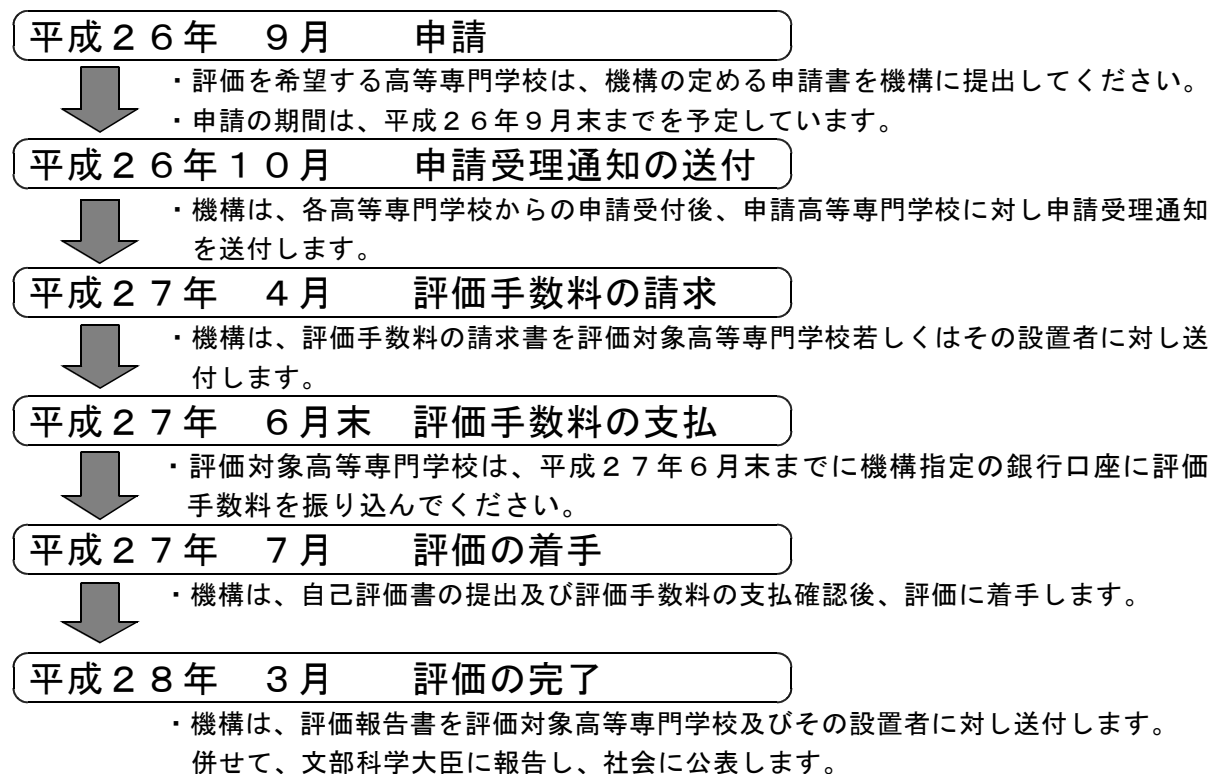 平成２６年　９月　　申請
・評価を希望する高等専門学校は、機構の定める申請書を機構に提出してください。
・申請の期間は、平成２６年９月末までを予定しています。
平成２６年１０月　　申請受理通知の送付
・機構は、各高等専門学校からの申請受付後、申請高等専門学校に対し申請受理通知
を送付します。
平成２７年　４月　　評価手数料の請求
・機構は、評価手数料の請求書を評価対象高等専門学校若しくはその設置者に対し送
付します。
平成２７年　６月末　評価手数料の支払
・評価対象高等専門学校は、平成２７年６月末までに機構指定の銀行口座に評価
手数料を振り込んでください。
平成２７年　７月　　評価の着手
・機構は、自己評価書の提出及び評価手数料の支払確認後、評価に着手します。
平成２８年　３月　　評価の完了
・機構は、評価報告書を評価対象高等専門学校及びその設置者に対し送付します。
併せて、文部科学大臣に報告し、社会に公表します。